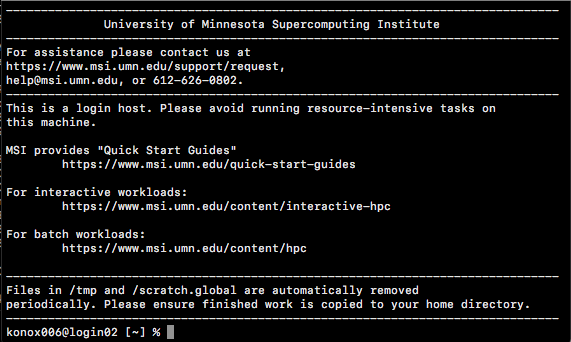 University of Minnesota Supercomputing Institute
For assistance please contact us at
https://www.msi.umn.edu/support/request,
help@msi.umn.edu, or 612-626-0802.
This is a login host. Please avoid running resource-intensive tasks on
this machine.
MSI provides "Quick Start Guides"
https://www.msi.umn.edu/quick-start-guides
For interactive workloads:
https://www.msi.umn.edu/content/interactive-hpc
For batch workloads:
https://www.msi.umn.edu/content/hpc
Files in /tmp and /scratch.global are automatically removed
periodically. Please ensure finished work is copied to your home directory.
konox006@login02 [~] %